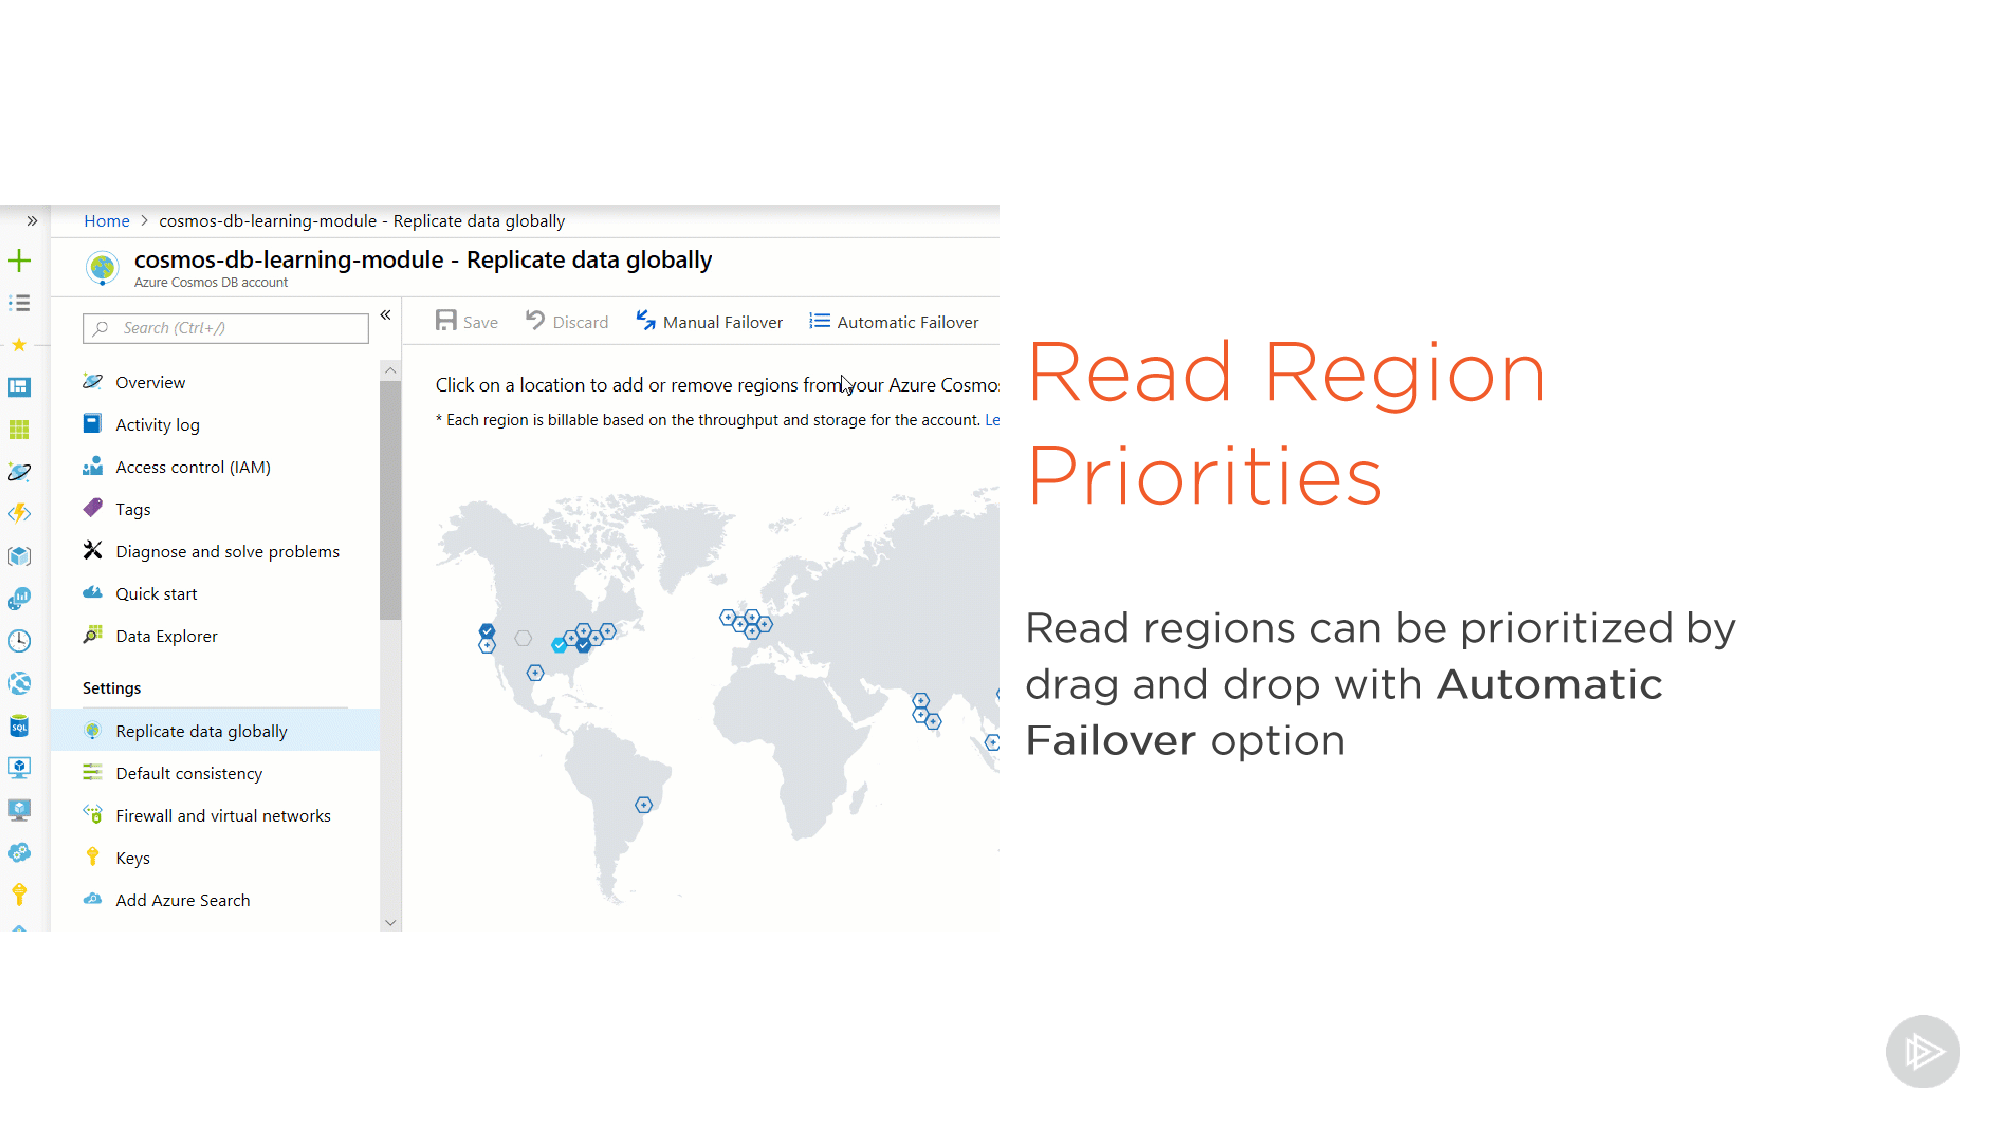 Home > cosmos-db-learning-module - Replicate data globally
cosmos-db-learning-module - Replicate data globally
Azure Cosmos DB account
Search (Ctrl+/)
Overview
Activity log
Access control (IAM)
Tags
Diagnose and solve problems
Quick start
Data Explorer
Settings
Replicate data globally
Default consistency
Firewall and virtual networks
Keys
Add Azure Search
Save Discard Manual Failover Automatic Failover
Click on a location to add or remove regions from your Azure Cosmos
* Each region is billable based on the throughput and storage for the account. Le
SQL
Read Region
Priorities
Read regions can be prioritized by
drag and drop with Automatic
Failover option